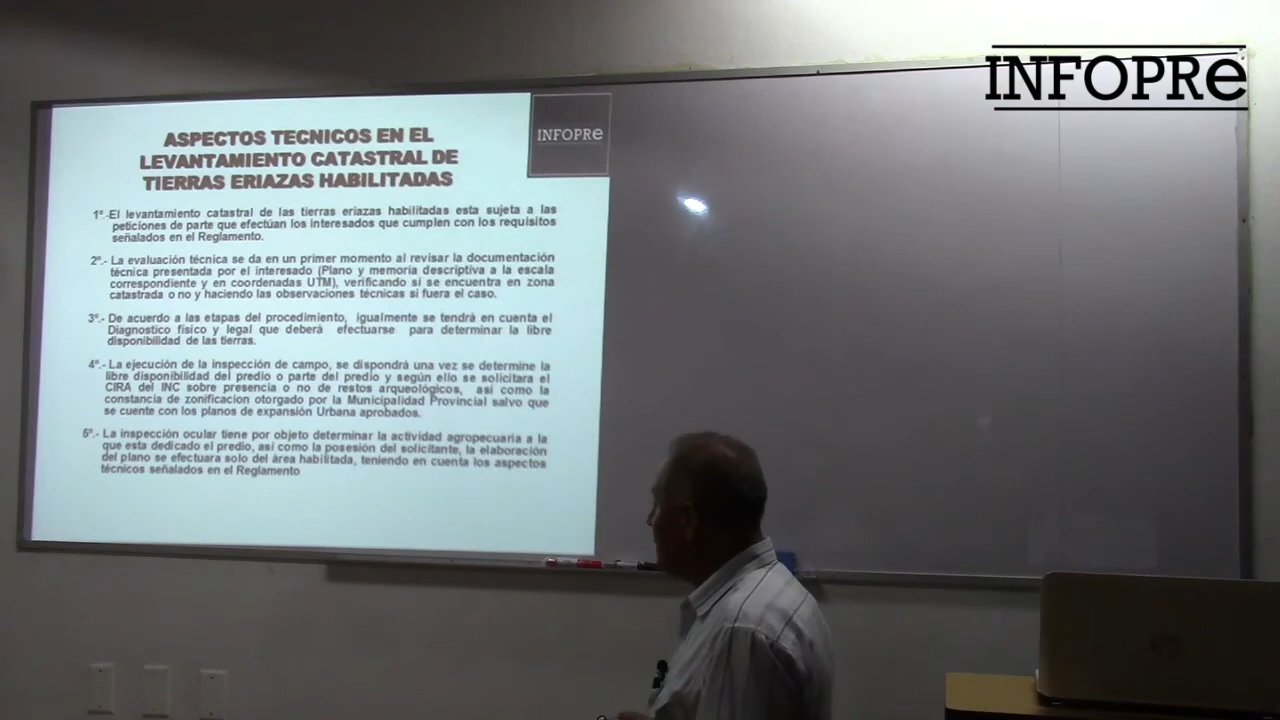 INFOPRe
INFOPRe
ASPECTOS TECNICOS EN EL
LEVANTAMIENTO CATASTRAL DE
TIERRAS ERIAZAS HABILITADAS
1º.-El levantamiento catastral de las tierras eriazas habilitadas esta sujeta a las
peticiones de parte que efectúan los interesados que cumplen con los requisitos
señalados en el Reglamento.
2º.- La evaluación técnica se da en un primer momento al revisar la documentación
técnica presentada por el interesado (Plano y memoria descriptiva a la escala
correspondiente y en coordenadas UTM), verificando si se encuentra en zona
catastrada o no y haciendo las observaciones técnicas si fuera el caso.
3º.- De acuerdo a las etapas del procedimiento, igualmente se tendrá en cuenta el
Diagnostico físico y legal que deberá efectuarse para determinar la libre
disponibilidad de las tierras.
4º.- La ejecución de la inspección de campo, se dispondrá una vez se determine la
libre disponibilidad del predio o parte del predio y según ello se solicitara el
CIRA del INC sobre presencia o no de restos arqueológicos, así como la
constancia de zonificacion otorgado por la Municipalidad Provincial salvo que
se cuente con los planos de expansión Urbana aprobados.
5º.- La inspección ocular tiene por objeto determinar la actividad agropecuaria a la
que esta dedicado el predio, así como la posesión del solicitante, la elaboración
del plano se efectuara solo del área habilitada, teniendo en cuenta los aspectos
técnicos señalados en el Reglamento